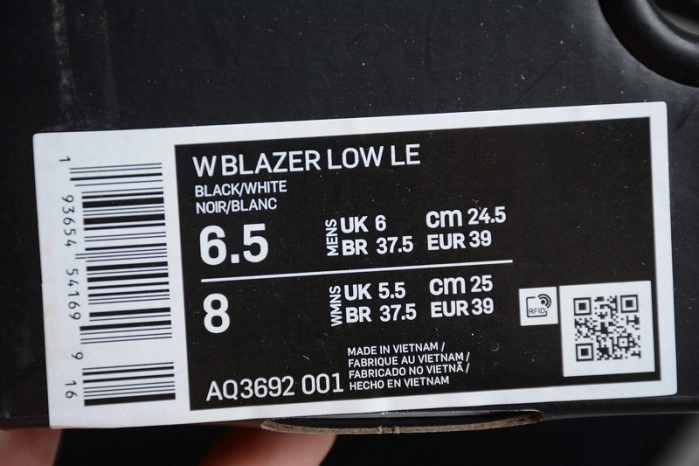 W BLAZER LOW LE
BLACK/WHITE
NOIR/BLANC
6.5
MENS
UK 6 cm 24.5
BR 37.5 EUR 39
8
WMNS
UK 5.5 cm 25
BR 37.5 EUR 39
RFID
MADE IN VIETNAM /
FABRIQUE AU VIETNAM /
FABRICADO NO VIETNÃ /
HECHO EN VIETNAM
AQ3692 001
1 93654 54169 9 16